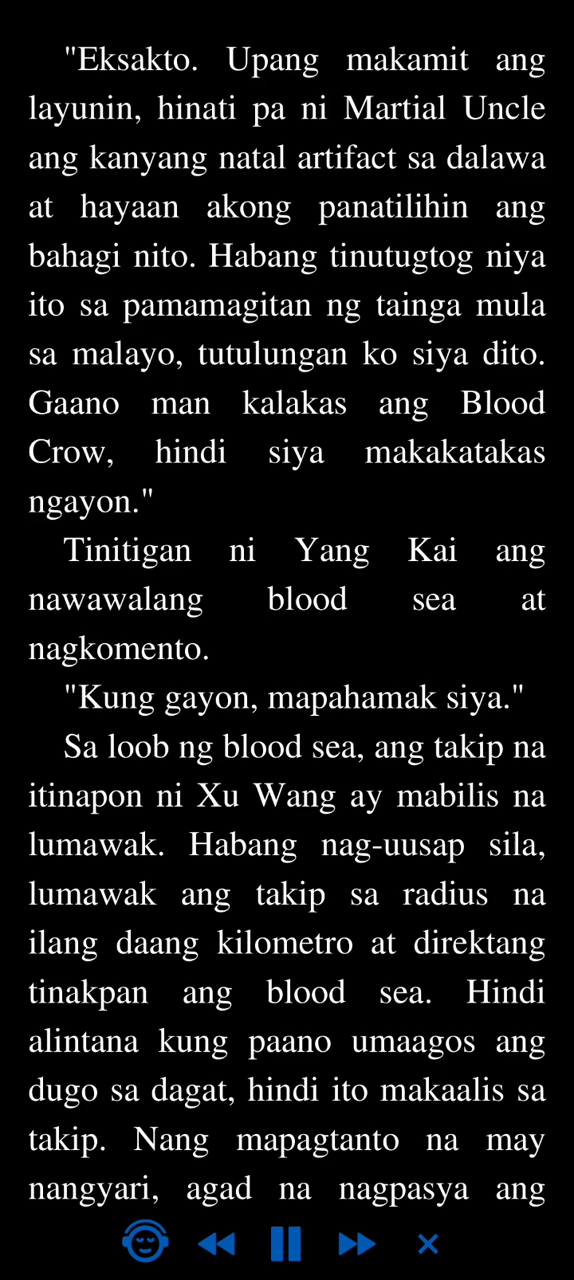 "Eksakto. Upang makamit ang
layunin, hinati pa ni Martial Uncle
ang kanyang natal artifact sa dalawa
at hayaan akong panatilihin ang
bahagi nito. Habang tinutugtog niya
ito sa pamamagitan ng tainga mula
sa malayo, tutulungan ko siya dito.
Gaano man kalakas ang Blood
Crow, hindi siya makakatakas
ngayon."
Tinitigan ni Yang Kai ang
nawawalang blood sea at
nagkomento.
"Kung gayon, mapahamak siya."
Sa loob ng blood sea, ang takip na
itinapon ni Xu Wang ay mabilis na
lumawak. Habang nag-uusap sila,
lumawak ang takip sa radius na
ilang daang kilometro at direktang
tinakpan ang blood sea. Hindi
alintana kung paano umaagos ang
dugo sa dagat, hindi ito makaalis sa
takip. Nang mapagtanto na may
nangyari, agad na nagpasya ang